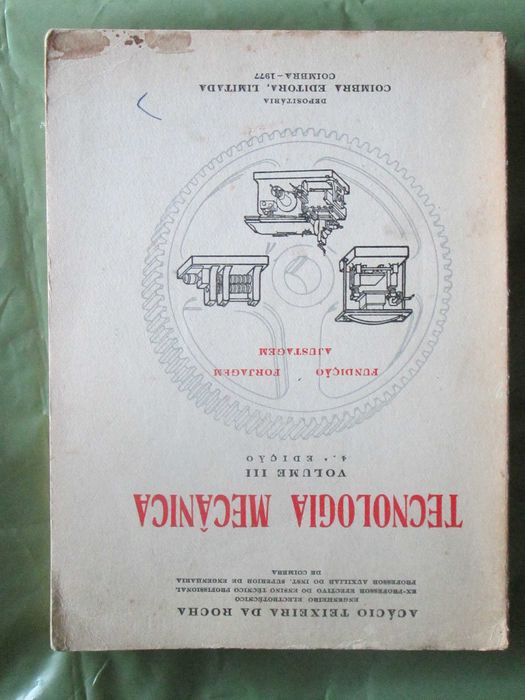 ACÁCIO TEIXEIRA DA ROCHA
ENGENHEIRO ELECTROTÉCNICO
EX-PROFESSOR EFECTIVO DO ENSINO TÉCNICO PROFISSIONAL
PROFESSOR AUXILIAR DO INST. SUPERIOR DE ENGENHARIA
DE COIMBRA
TECNOLOGIA MECÂNICA
VOLUME III
4.ª EDIÇÃO
FUNDIÇÃO FORJAGEM
AJUSTAGEM
DEPOSITÁRIA
COIMBRA EDITORA, LIMITADA
COIMBRA — 1977